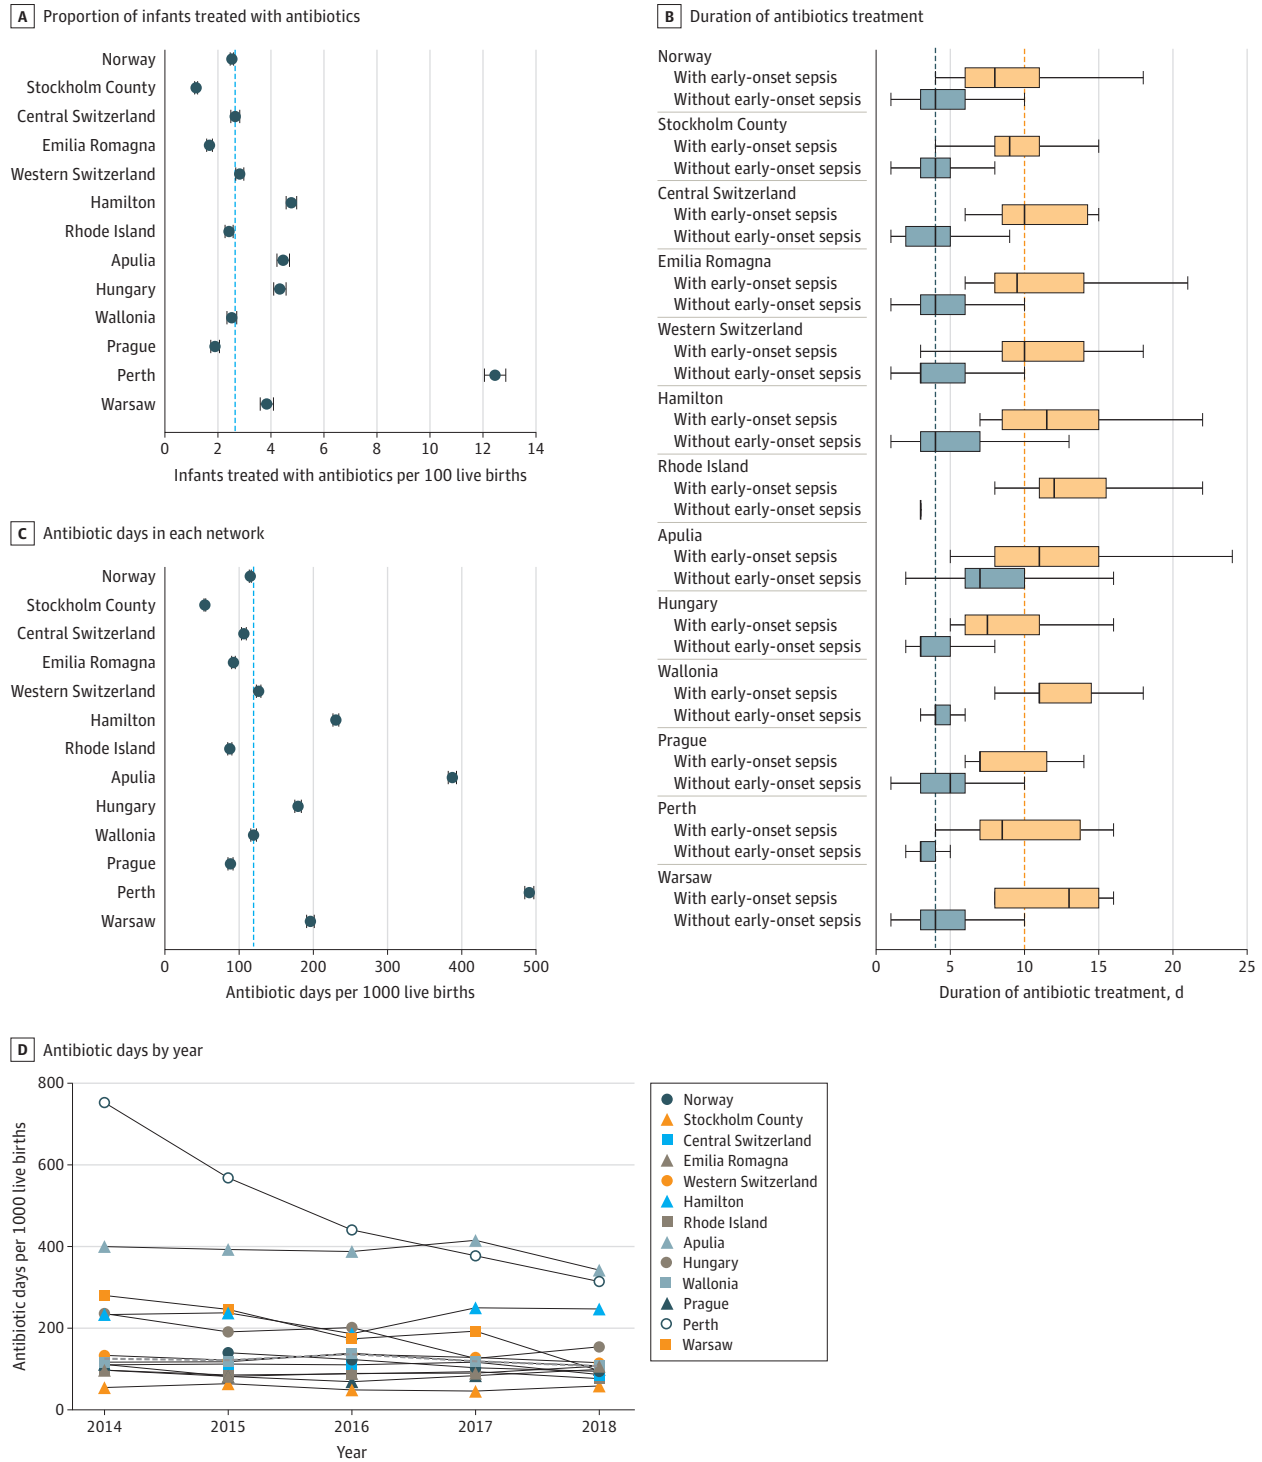 A Proportion of infants treated with antibiotics
Norway
Stockholm County
Central Switzerland
Emilia Romagna
Western Switzerland
Hamilton
Rhode Island
Apulia
Hungary
Wallonia
Prague
Perth
Warsaw
0 2 4 6 8 10 12 14
Infants treated with antibiotics per 100 live births
B Duration of antibiotics treatment
Norway
With early-onset sepsis
Without early-onset sepsis
Stockholm County
With early-onset sepsis
Without early-onset sepsis
Central Switzerland
With early-onset sepsis
Without early-onset sepsis
Emilia Romagna
With early-onset sepsis
Without early-onset sepsis
Western Switzerland
With early-onset sepsis
Without early-onset sepsis
Hamilton
With early-onset sepsis
Without early-onset sepsis
Rhode Island
With early-onset sepsis
Without early-onset sepsis
Apulia
With early-onset sepsis
Without early-onset sepsis
Hungary
With early-onset sepsis
Without early-onset sepsis
Wallonia
With early-onset sepsis
Without early-onset sepsis
Prague
With early-onset sepsis
Without early-onset sepsis
Perth
With early-onset sepsis
Without early-onset sepsis
Warsaw
With early-onset sepsis
Without early-onset sepsis
0 5 10 15 20 25
Duration of antibiotic treatment, d
C Antibiotic days in each network
Norway
Stockholm County
Central Switzerland
Emilia Romagna
Western Switzerland
Hamilton
Rhode Island
Apulia
Hungary
Wallonia
Prague
Perth
Warsaw
0 100 200 300 400 500
Antibiotic days per 1000 live births
D Antibiotic days by year
Antibiotic days per 1000 live births
800
600
400
200
0
2014 2015 2016 2017 2018
Year
Norway
Stockholm County
Central Switzerland
Emilia Romagna
Western Switzerland
Hamilton
Rhode Island
Apulia
Hungary
Wallonia
Prague
Perth
Warsaw